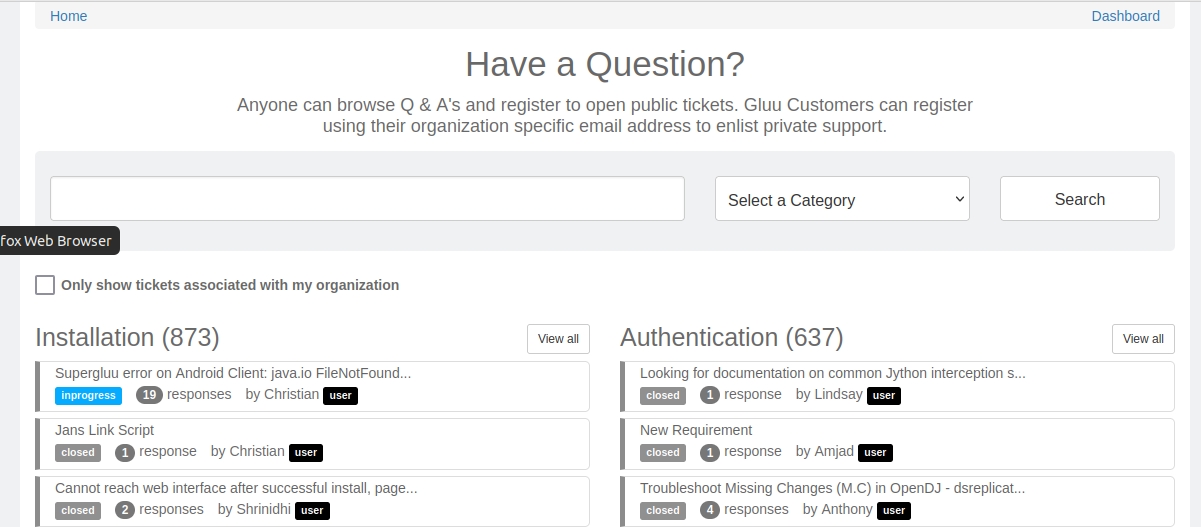 Home
Dashboard
Have a Question?
Anyone can browse Q & A's and register to open public tickets. Gluu Customers can register
using their organization specific email address to enlist private support.
Select a Category
Search
fox Web Browser
Only show tickets associated with my organization
Installation (873)
View all
Supergluu error on Android Client: java.io FileNotFound...
inprogress 19 responses by Christian user
Jans Link Script
closed 1 response by Christian user
Cannot reach web interface after successful install, page...
closed 2 responses by Shrinidhi user
Authentication (637)
View all
Looking for documentation on common Jython interception s...
closed 1 response by Lindsay user
New Requirement
closed 1 response by Amjad user
Troubleshoot Missing Changes (M.C) in OpenDJ - dsreplicat...
closed 4 responses by Anthony user